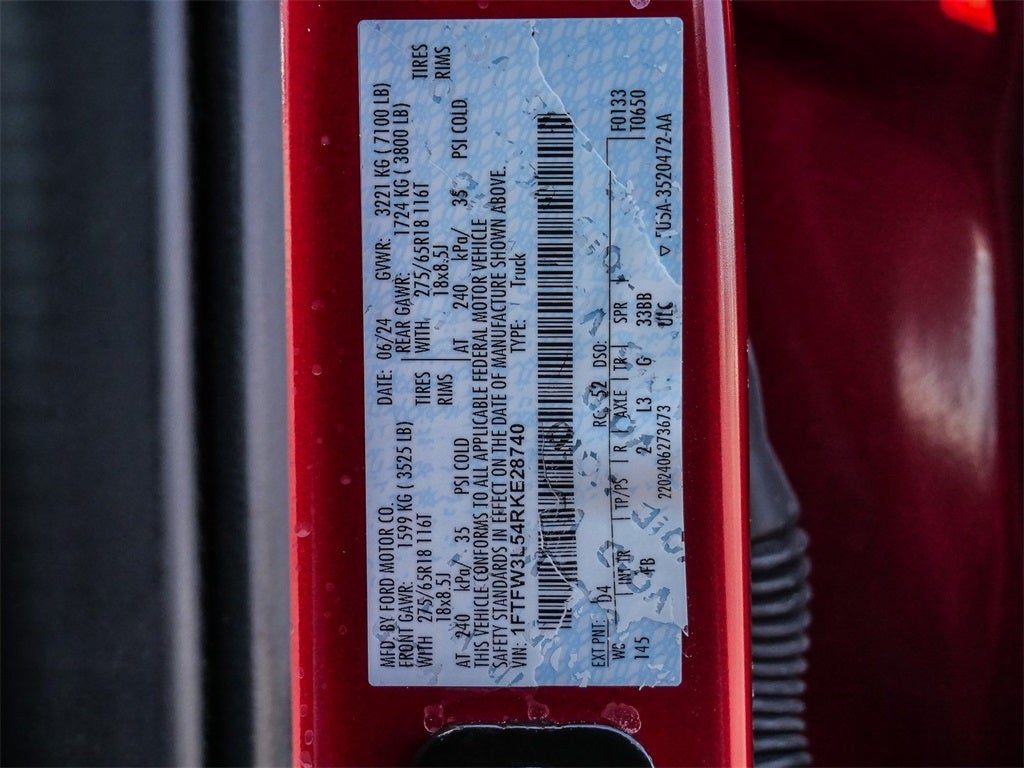 MFD BY FORD MOTOR CO. DATE: 06/24 GVWR: 3221 KG ( 7100 LB)
FRONT GAWR: 1599 KG ( 3525 LB) REAR GAWR: 1724 KG ( 3800 LB)
WITH 275/65R18 116T TIRES WITH 275/65R18 116T TIRES
18x8.5J RIMS 18x8.5J RIMS
AT 240 kPa/ 35 PSI COLD AT 240 kPa/ 35 PSI COLD
THIS VEHICLE CONFORMS TO ALL APPLICABLE FEDERAL MOTOR VEHICLE
SAFETY STANDARDS IN EFFECT ON THE DATE OF MANUFACTURE SHOWN ABOVE.
VIN: 1FTFW3L54RKE28740 TYPE: Truck
EXT PNT: D4 RC: 52 DSO: F0133
WC INT TR TP/PS R AXLE TR SPR T0650
145 FB 2 L3 G 33BB
2202406273673 UTC 3520472-AA